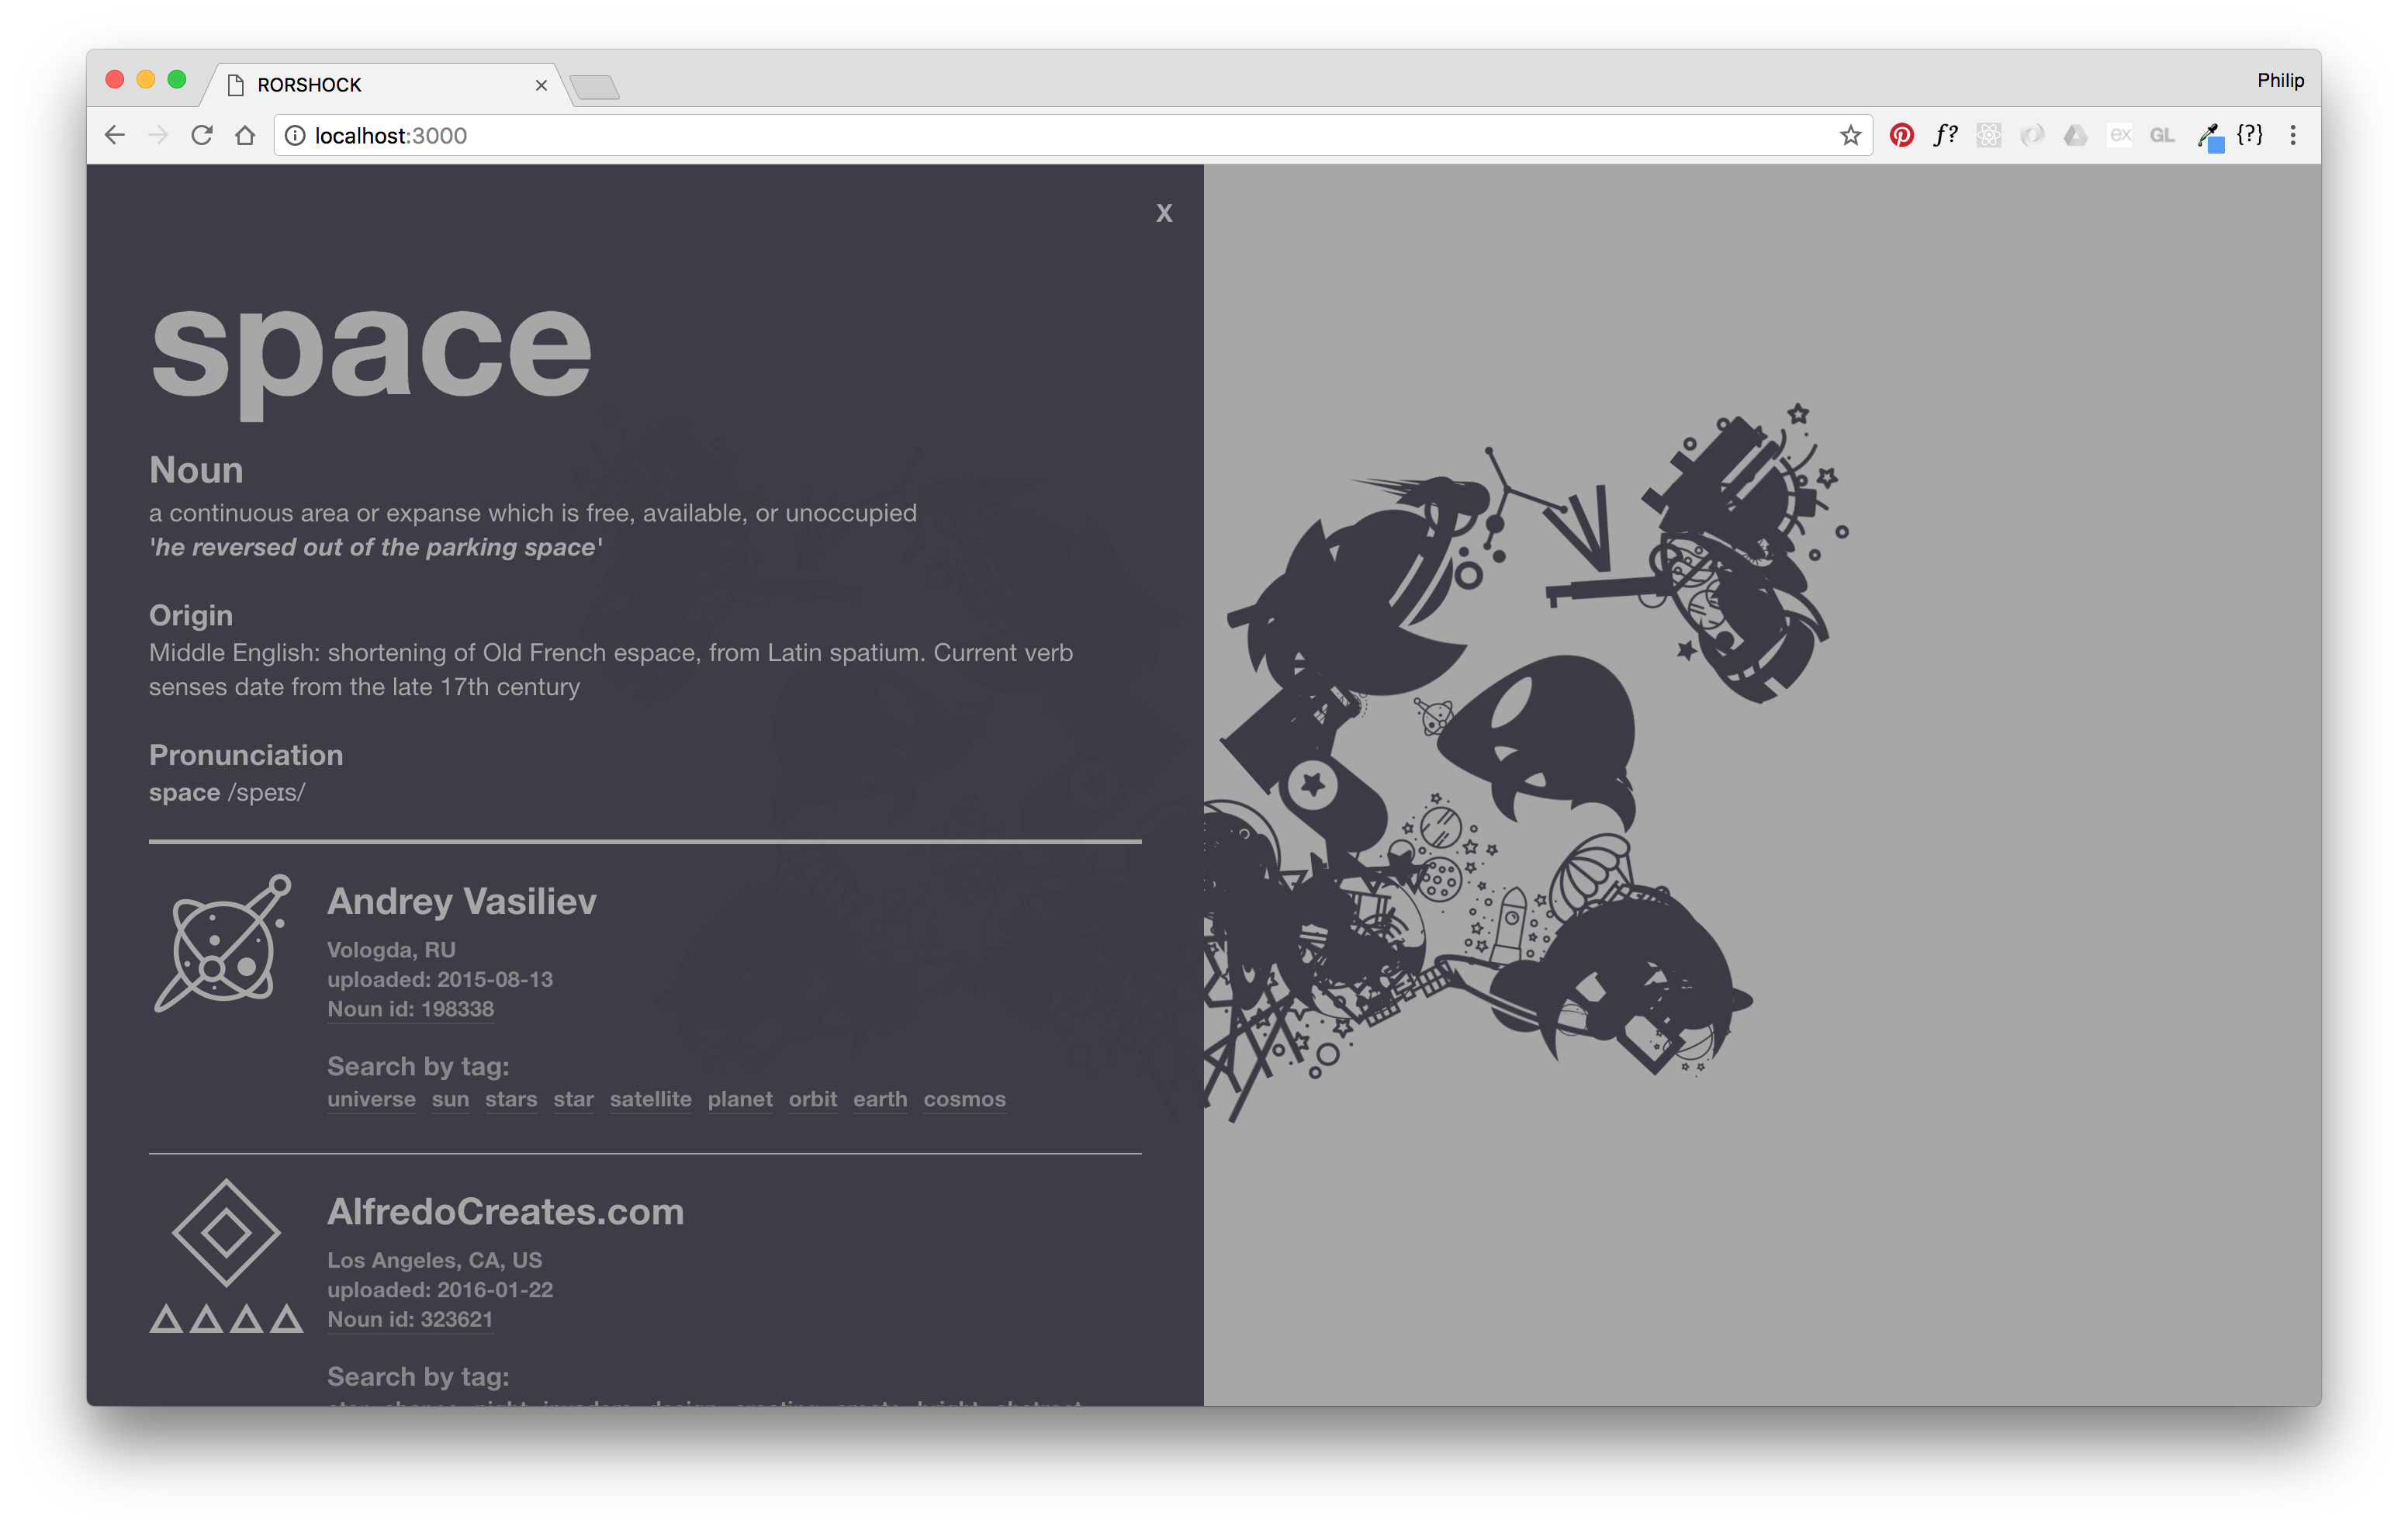 RORSHOCK
Philip
localhost:3000
f?
ex
GL
{?}
X
space
Noun
a continuous area or expanse which is free, available, or unoccupied
'he reversed out of the parking space'
Origin
Middle English: shortening of Old French espace, from Latin spatium. Current verb
senses date from the late 17th century
Pronunciation
space /speɪs/
Andrey Vasiliev
Vologda, RU
uploaded: 2015-08-13
Noun id: 198338
Search by tag:
universe sun stars star satellite planet orbit earth cosmos
AlfredoCreates.com
Los Angeles, CA, US
uploaded: 2016-01-22
Noun id: 323621
Search by tag: